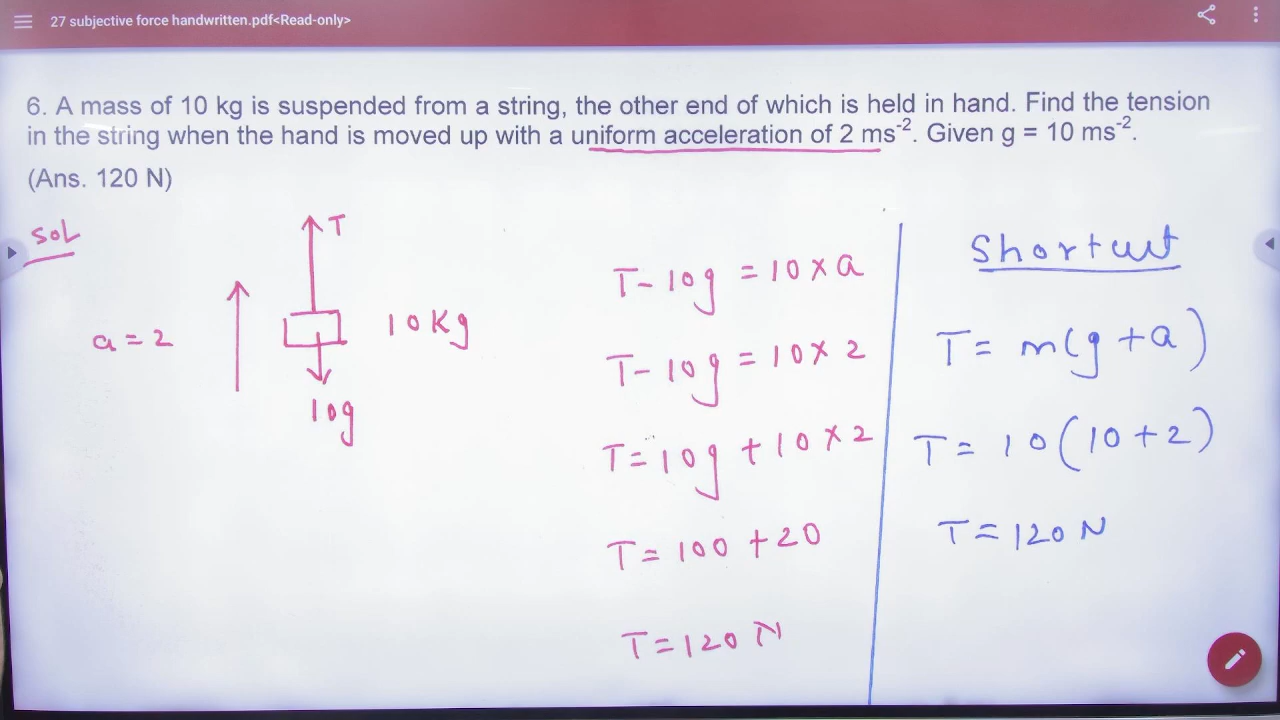 27 subjective force handwritten.pdf<Read-only>
6. A mass of 10 kg is suspended from a string, the other end of which is held in hand. Find the tension
in the string when the hand is moved up with a uniform acceleration of 2 ms⁻². Given g = 10 ms⁻².
(Ans. 120 N)
Sol
T
a = 2
10 Kg
10g
T - 10g = 10 × a
T - 10g = 10 × 2
T = 10g + 10 × 2
T = 100 + 20
T = 120 N
Shortcut
T = m(g + a)
T = 10(10 + 2)
T = 120 N